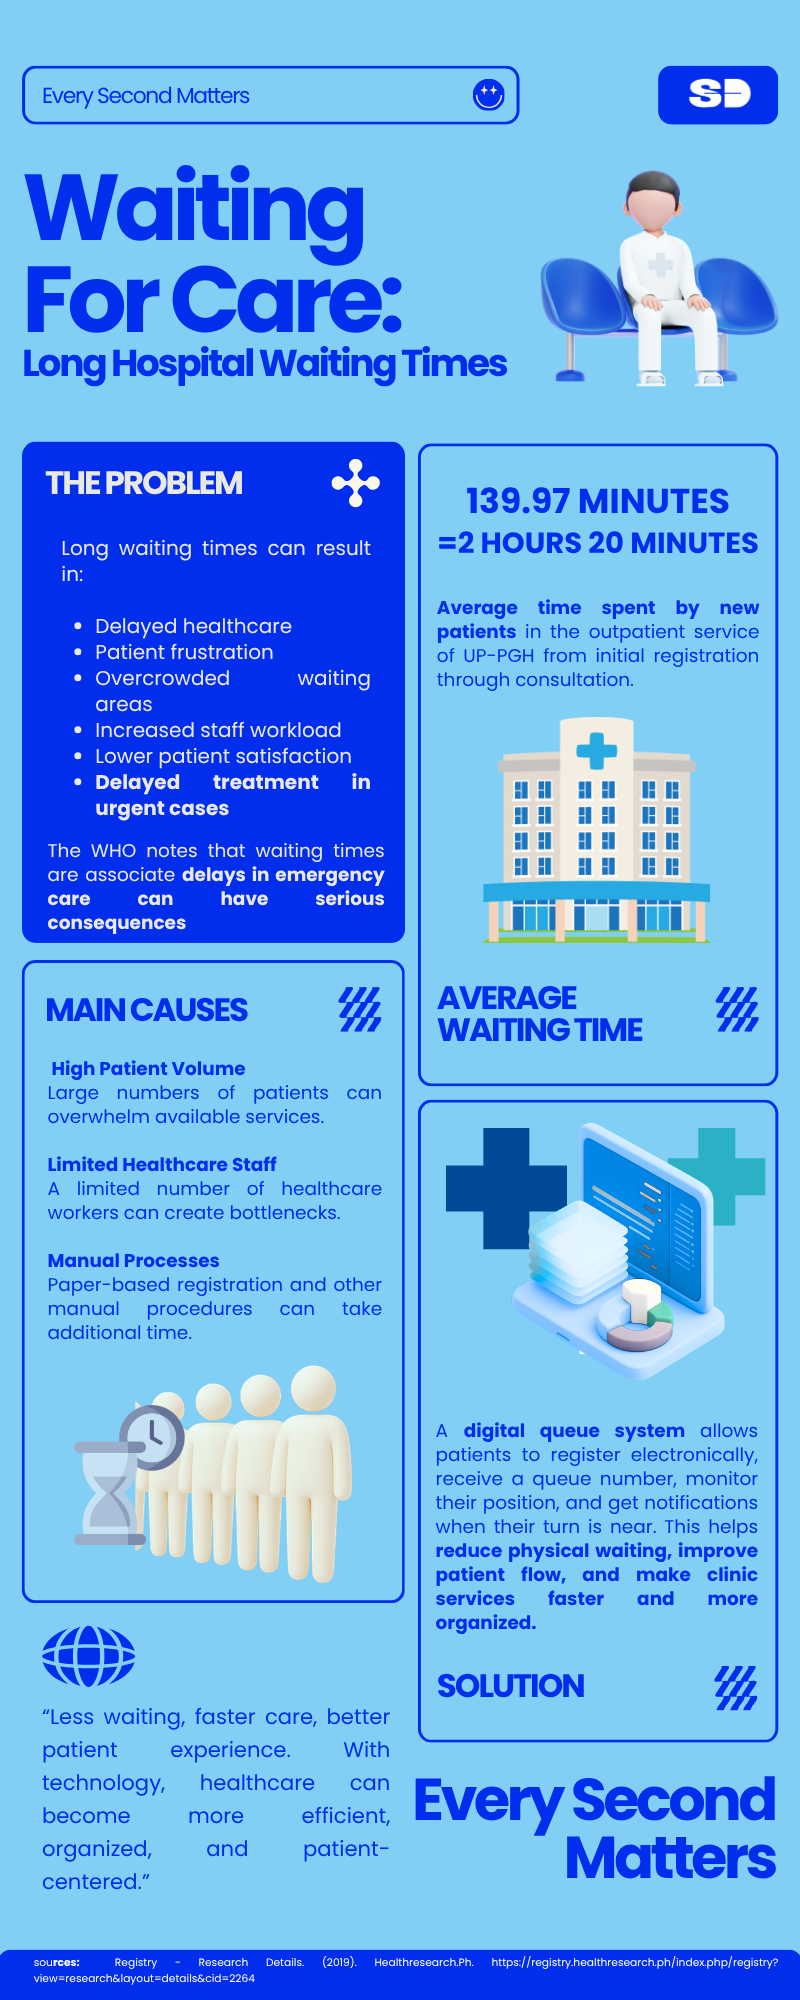 Every Second Matters
SD
Waiting
For Care:
Long Hospital Waiting Times
THE PROBLEM
Long waiting times can result
in:
• Delayed healthcare
• Patient frustration
• Overcrowded waiting
areas
• Increased staff workload
• Lower patient satisfaction
• Delayed treatment in
urgent cases
The WHO notes that waiting times
are associate delays in emergency
care can have serious
consequences
139.97 MINUTES
=2 HOURS 20 MINUTES
Average time spent by new
patients in the outpatient service
of UP-PGH from initial registration
through consultation.
AVERAGE
WAITING TIME
MAIN CAUSES
High Patient Volume
Large numbers of patients can
overwhelm available services.
Limited Healthcare Staff
A limited number of healthcare
workers can create bottlenecks.
Manual Processes
Paper-based registration and other
manual procedures can take
additional time.
A digital queue system allows
patients to register electronically,
receive a queue number, monitor
their position, and get notifications
when their turn is near. This helps
reduce physical waiting, improve
patient flow, and make clinic
services faster and more
organized.
SOLUTION
“Less waiting, faster care, better
patient experience. With
technology, healthcare can
become more efficient,
organized, and patient-
centered.”
Every Second
Matters
sources: Registry - Research Details. (2019). Healthresearch.Ph. https://registry.healthresearch.ph/index.php/registry?
view=research&layout=details&cid=2264